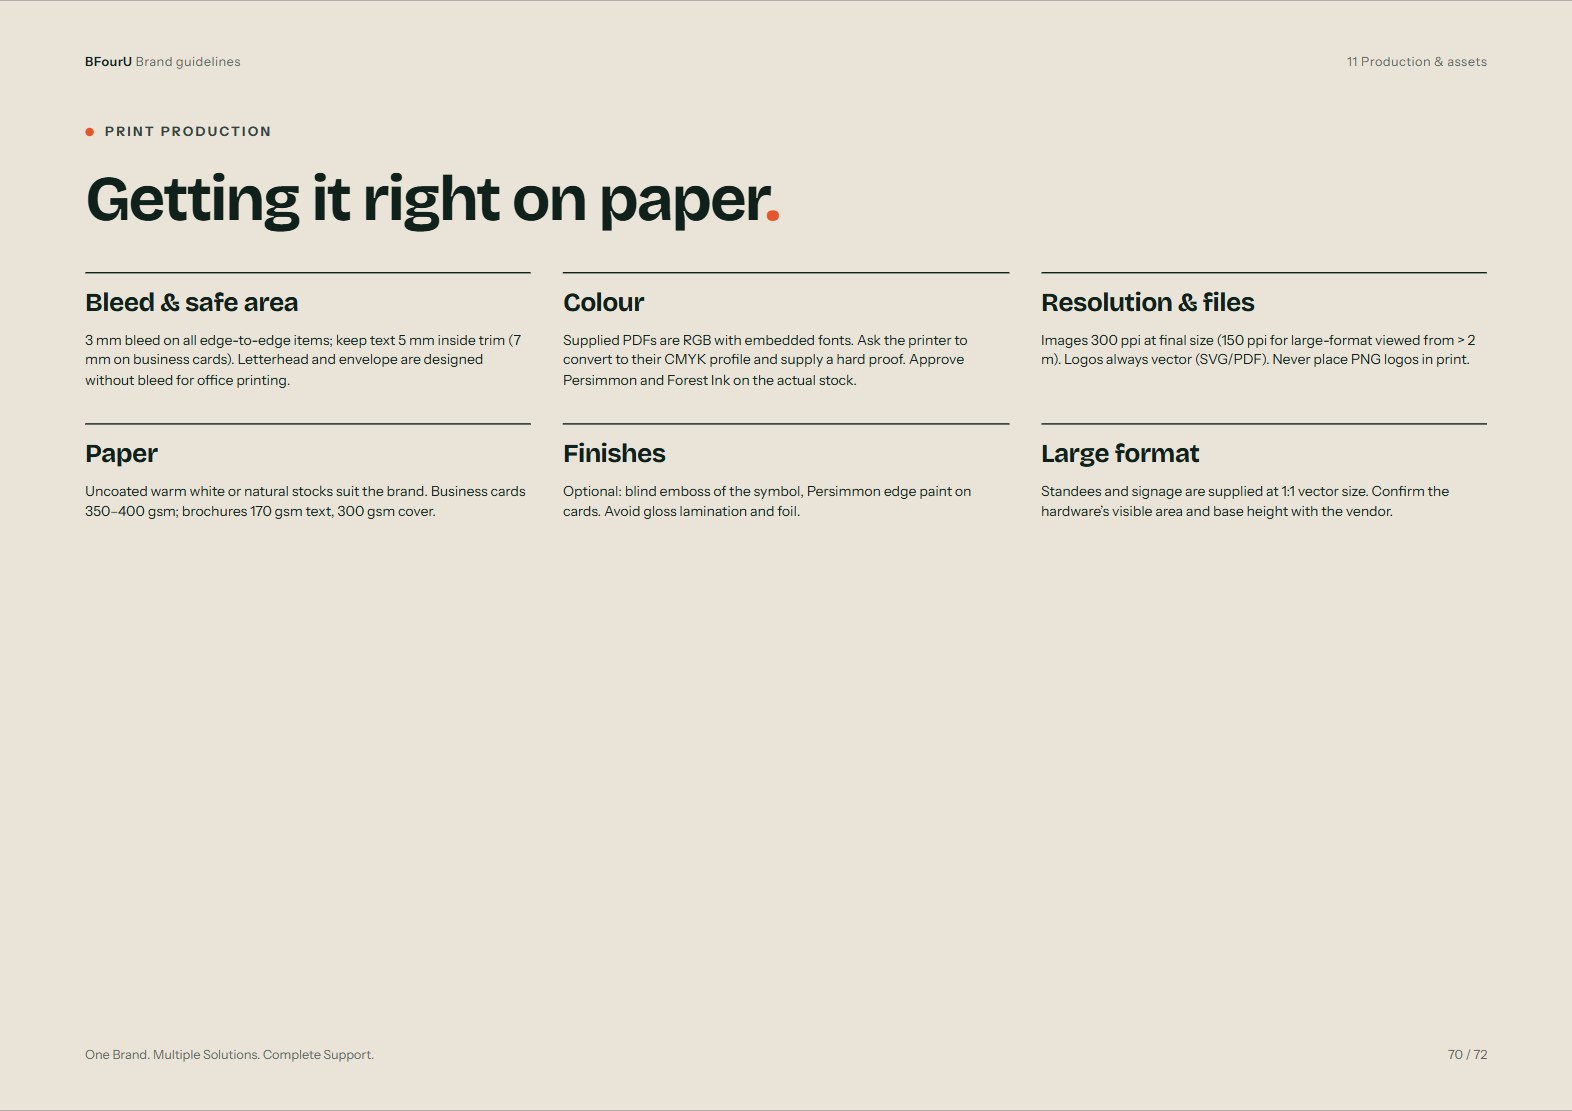 BFourU Brand guidelines
11 Production & assets
PRINT PRODUCTION
Getting it right on paper.
Bleed & safe area
3 mm bleed on all edge-to-edge items; keep text 5 mm inside trim (7
mm on business cards). Letterhead and envelope are designed
without bleed for office printing.
Colour
Supplied PDFs are RGB with embedded fonts. Ask the printer to
convert to their CMYK profile and supply a hard proof. Approve
Persimmon and Forest Ink on the actual stock.
Resolution & files
Images 300 ppi at final size (150 ppi for large-format viewed from > 2
m). Logos always vector (SVG/PDF). Never place PNG logos in print.
Paper
Uncoated warm white or natural stocks suit the brand. Business cards
350–400 gsm; brochures 170 gsm text, 300 gsm cover.
Finishes
Optional: blind emboss of the symbol, Persimmon edge paint on
cards. Avoid gloss lamination and foil.
Large format
Standees and signage are supplied at 1:1 vector size. Confirm the
hardware’s visible area and base height with the vendor.
One Brand. Multiple Solutions. Complete Support.
70 / 72